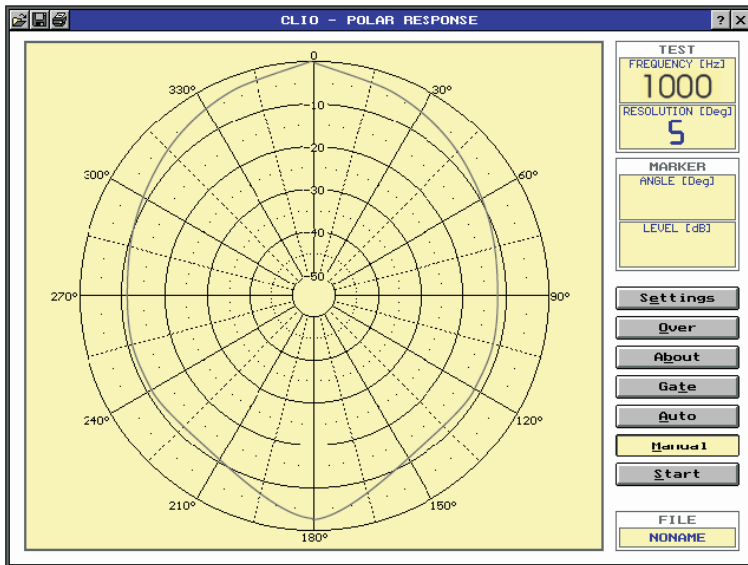 CLIO - POLAR RESPONSE
? X
0
330°
30°
-10
-20
300°
60°
-30
-40
-50
270°
90°
240°
120°
210°
150°
180°
TEST
FREQUENCY [Hz]
1000
RESOLUTION [Deg]
5
MARKER
ANGLE [Deg]
LEVEL [dB]
Settings
Over
About
Gate
Auto
Manual
Start
FILE
NONAME